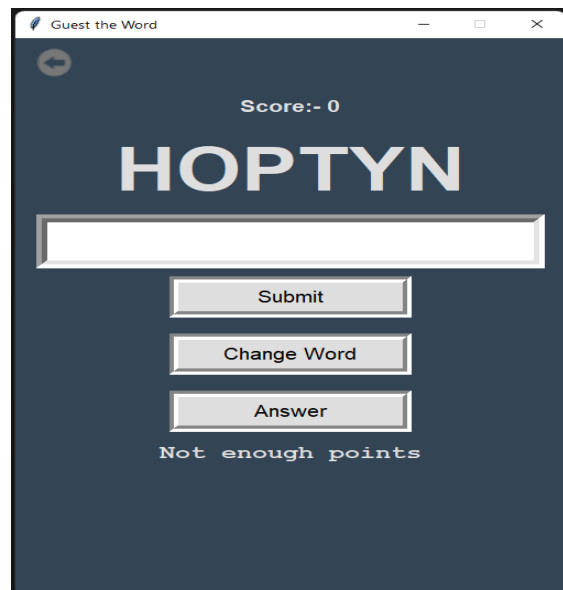 Guest the Word
Score:- 0
HOPTYN
Submit
Change Word
Answer
Not enough points